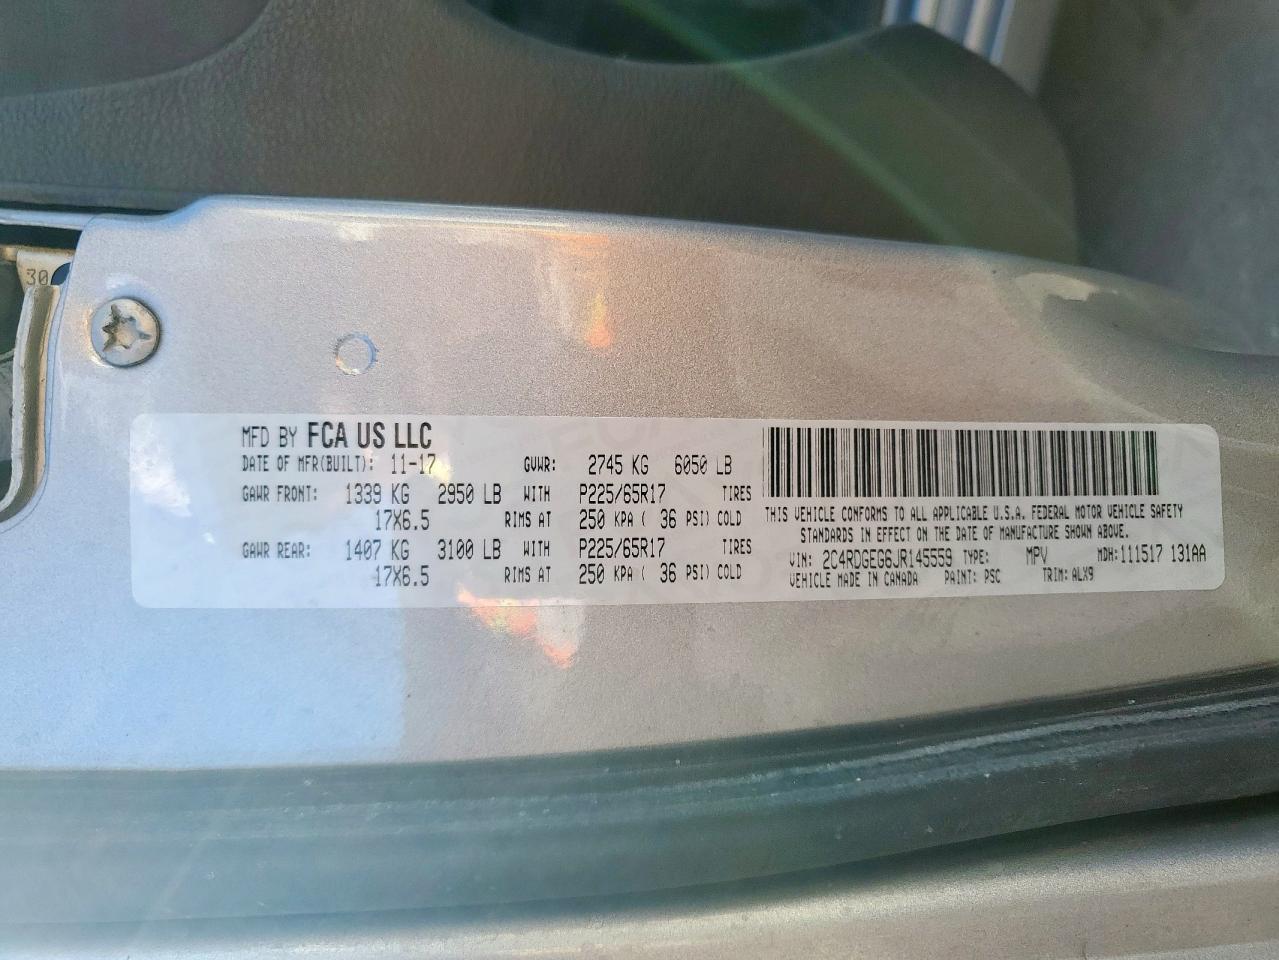 30
MFD BY FCA US LLC
DATE OF MFR(BUILT): 11-17 GVWR: 2745 KG 6050 LB
GAWR FRONT: 1339 KG 2950 LB WITH P225/65R17 TIRES
17X6.5 RIMS AT 250 KPA ( 36 PSI) COLD
GAWR REAR: 1407 KG 3100 LB WITH P225/65R17 TIRES
17X6.5 RIMS AT 250 KPA ( 36 PSI) COLD
THIS VEHICLE CONFORMS TO ALL APPLICABLE U.S.A. FEDERAL MOTOR VEHICLE SAFETY
STANDARDS IN EFFECT ON THE DATE OF MANUFACTURE SHOWN ABOVE.
VIN: 2C4RDGEG6JR145559 TYPE: MPV MDH:111517 131AA
VEHICLE MADE IN CANADA PAINT: PSC TRIM: ALX9